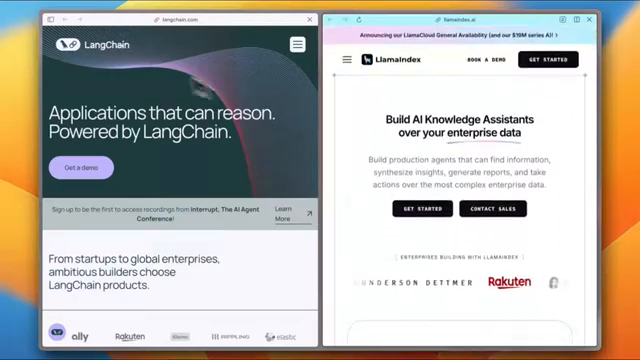 langchain.com
LangChain
Applications that can reason.
Powered by LangChain.
Get a demo
Sign up to be the first to access recordings from Interrupt, The AI Agent
Conference!
Learn
More
From startups to global enterprises,
ambitious builders choose
LangChain products.
ally
Rakuten
Klarna
RIPPLING
elastic
llamaindex.ai
Announcing our LlamaCloud General Availability (and our $19M series A)!
LlamaIndex
BOOK A DEMO
GET STARTED
Build AI Knowledge Assistants
over your enterprise data
Build production agents that can find information,
synthesize insights, generate reports, and take
actions over the most complex enterprise data.
GET STARTED
CONTACT SALES
ENTERPRISES BUILDING WITH LLAMAINDEX
UNDERSON DETTMER
Rakuten